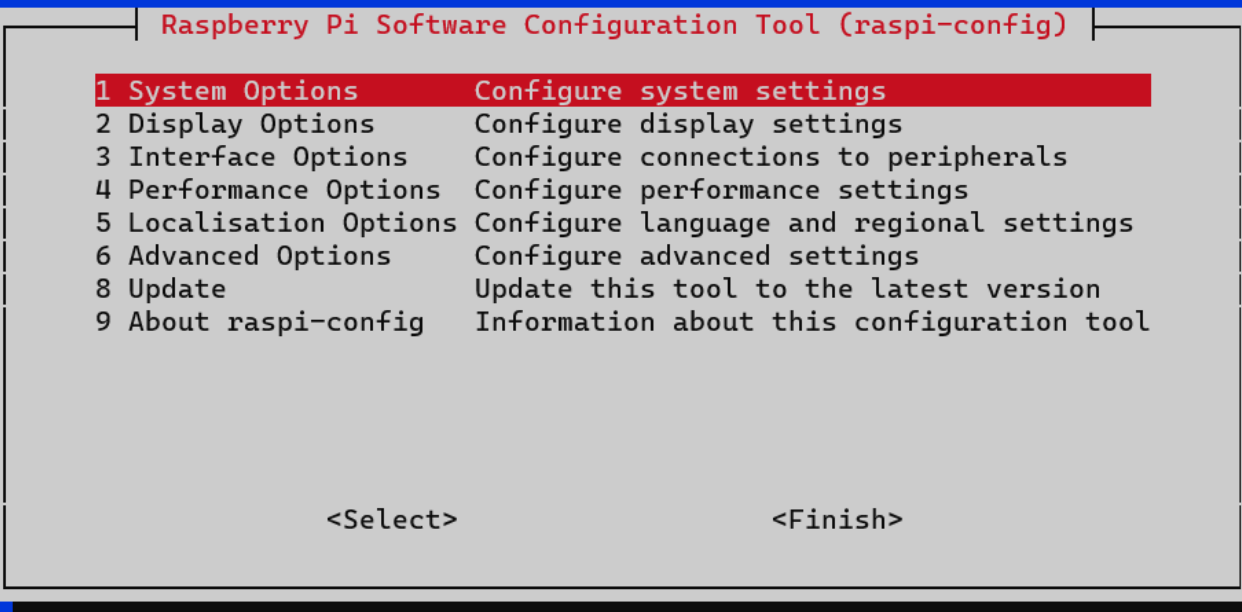 Raspberry Pi Software Configuration Tool (raspi-config)
1 System Options Configure system settings
2 Display Options Configure display settings
3 Interface Options Configure connections to peripherals
4 Performance Options Configure performance settings
5 Localisation Options Configure language and regional settings
6 Advanced Options Configure advanced settings
8 Update Update this tool to the latest version
9 About raspi-config Information about this configuration tool
<Select> <Finish>